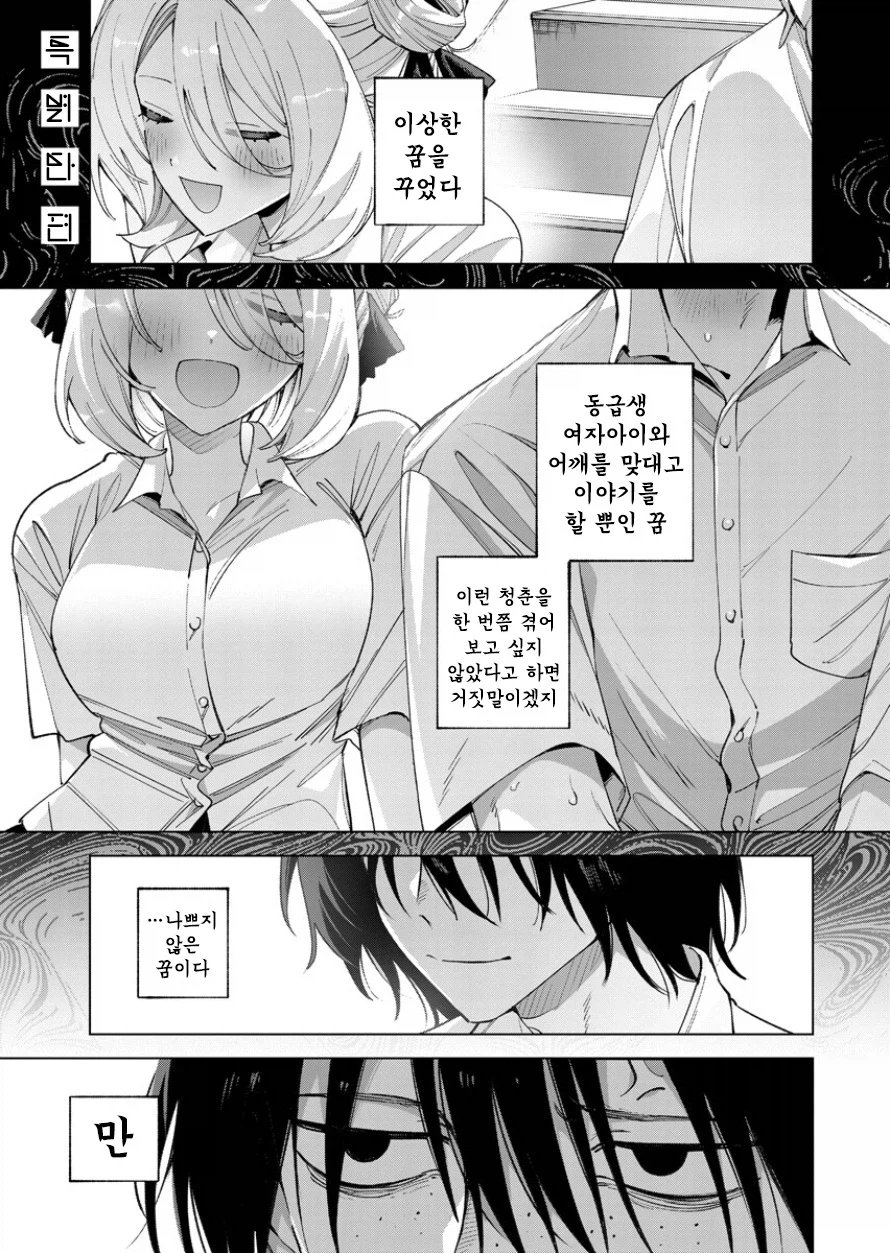 이상한
꿈을
꾸었다
동급생
여자아이와
어깨를 맞대고
이야기를
할 뿐인 꿈
이런 청춘을
한 번쯤 겪어
보고 싶지
않았다고 하면
거짓말이겠지
…나쁘지
않은
꿈이다
만